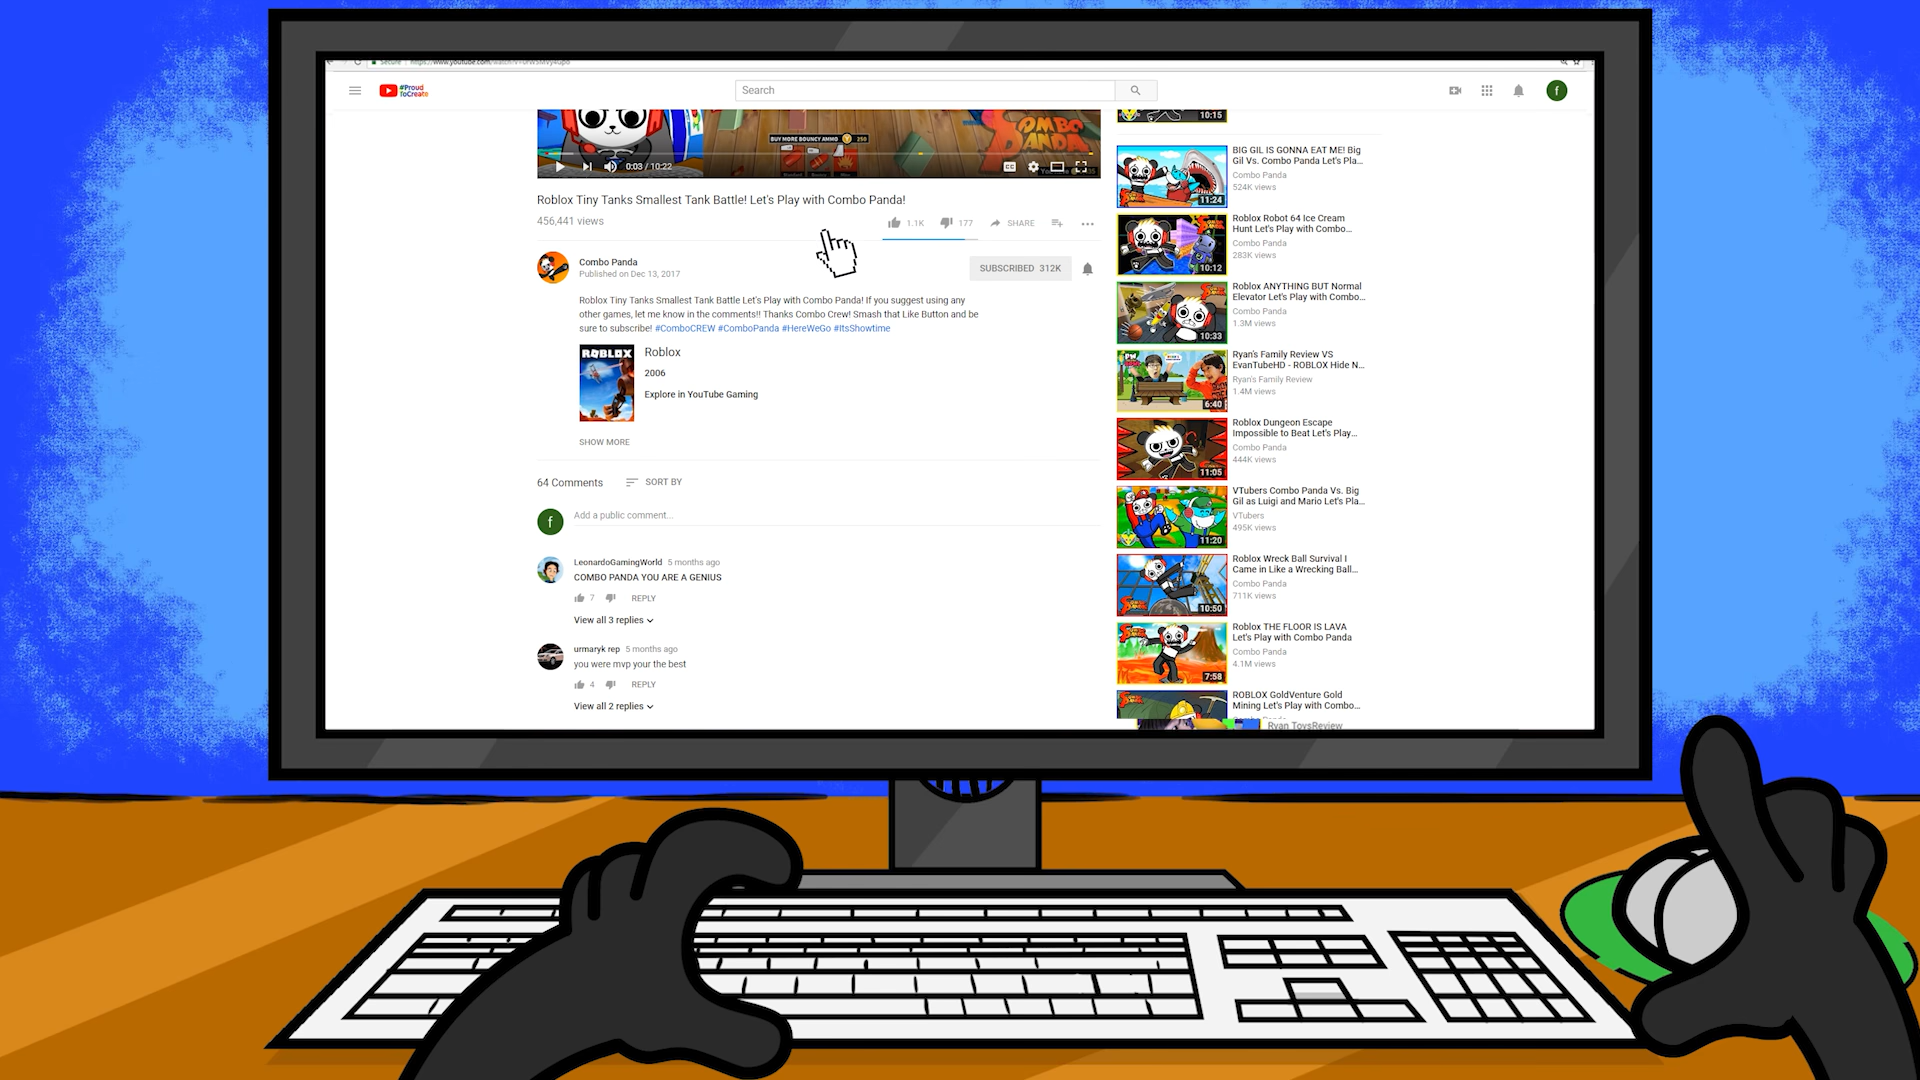 Secure
#Proud
ToCreate
Search
f
BUY MORE BOUNCY AMMO 250
COMBO
PANDA
0:03 / 10:22
CC
Roblox Tiny Tanks Smallest Tank Battle! Let's Play with Combo Panda!
456,441 views
1.1K
177
SHARE
Combo Panda
Published on Dec 13, 2017
SUBSCRIBED 312K
Roblox Tiny Tanks Smallest Tank Battle Let's Play with Combo Panda! If you suggest using any
other games, let me know in the comments!! Thanks Combo Crew! Smash that Like Button and be
sure to subscribe! #ComboCREW #ComboPanda #HereWeGo #ItsShowtime
ROBLOX
Roblox
2006
Explore in YouTube Gaming
SHOW MORE
64 Comments
SORT BY
f
Add a public comment...
LeonardoGamingWorld 5 months ago
COMBO PANDA YOU ARE A GENIUS
7
REPLY
View all 3 replies
urmaryk rep 5 months ago
you were mvp your the best
4
REPLY
View all 2 replies
10:15
11:24
BIG GIL IS GONNA EAT ME! Big
Gil Vs. Combo Panda Let's Pla...
Combo Panda
524K views
10:12
Roblox Robot 64 Ice Cream
Hunt Let's Play with Combo...
Combo Panda
283K views
10:33
Roblox ANYTHING BUT Normal
Elevator Let's Play with Combo...
Combo Panda
1.3M views
6:40
Ryan's Family Review VS
EvanTubeHD - ROBLOX Hide N...
Ryan's Family Review
1.4M views
11:05
Roblox Dungeon Escape
Impossible to Beat Let's Play...
Combo Panda
444K views
11:20
VTubers Combo Panda Vs. Big
Gil as Luigi and Mario Let's Pla...
VTubers
495K views
10:50
Roblox Wreck Ball Survival I
Came in Like a Wrecking Ball...
Combo Panda
711K views
7:58
Roblox THE FLOOR IS LAVA
Let's Play with Combo Panda
Combo Panda
4.1M views
ROBLOX GoldVenture Gold
Mining Let's Play with Combo...
Ryan ToysReview